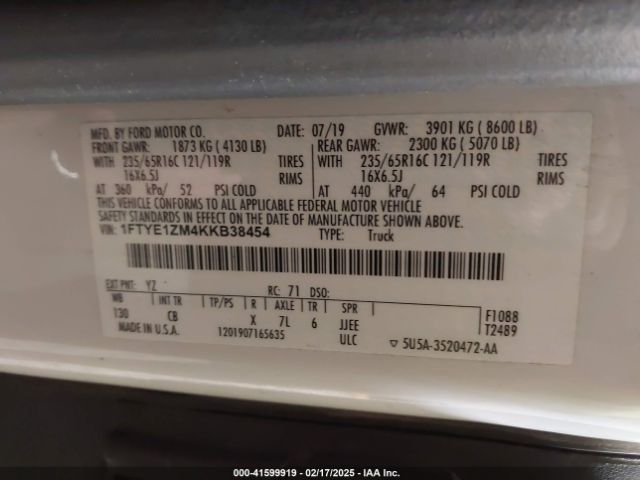 MFD. BY FORD MOTOR CO. DATE: 07/19 GVWR: 3901 KG ( 8600 LB)
FRONT GAWR: 1873 KG ( 4130 LB) REAR GAWR: 2300 KG ( 5070 LB)
WITH 235/65R16C 121/119R TIRES WITH 235/65R16C 121/119R TIRES
16X6.5J RIMS 16X6.5J RIMS
AT 360 kPa/ 52 PSI COLD AT 440 kPa/ 64 PSI COLD
THIS VEHICLE CONFORMS TO ALL APPLICABLE FEDERAL MOTOR VEHICLE
SAFETY STANDARDS IN EFFECT ON THE DATE OF MANUFACTURE SHOWN ABOVE.
VIN: 1FTYE1ZM4KKB38454 TYPE: Truck
EXT PNT: YZ RC: 71 DSO:
WB INT TR TP/PS R AXLE TR SPR F1088
130 CB X 7L 6 JJEE T2489
MADE IN U.S.A. 1201907165635 ULC ▽ 5U5A-3520472-AA
000-41599919 - 02/17/2025 - IAA Inc.